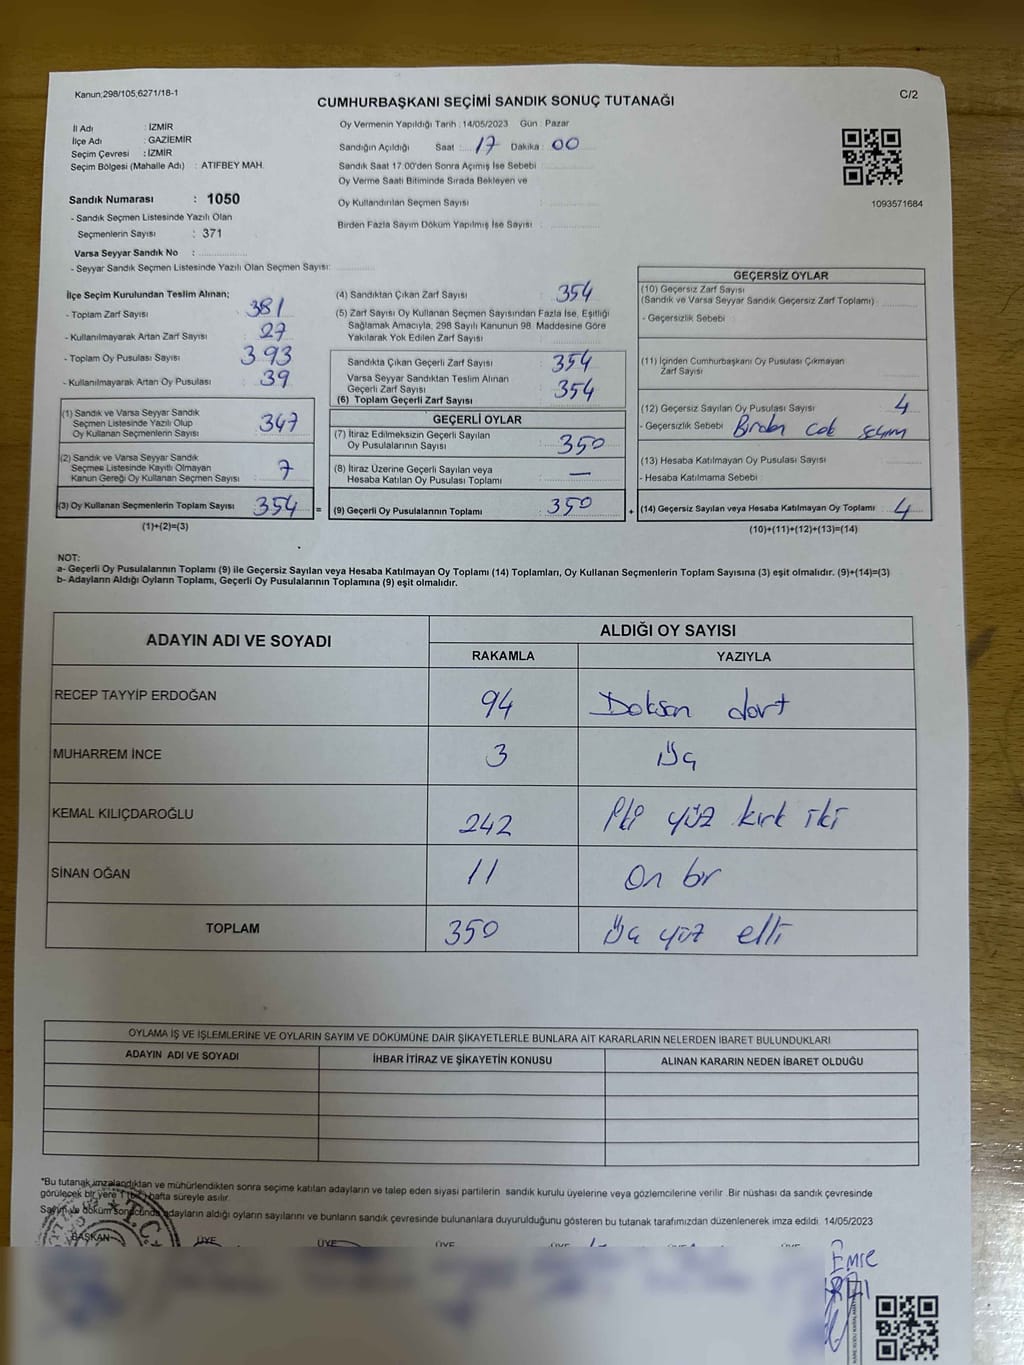 Kanun;298/105,6271/18-1
C/2
CUMHURBAŞKANI SEÇİMİ SANDIK SONUÇ TUTANAĞI
İl Adı : İZMİR
İlçe Adı : GAZİEMİR
Seçim Çevresi : İZMİR
Seçim Bölgesi (Mahalle Adı) : ATIFBEY MAH.
Sandık Numarası : 1050
- Sandık Seçmen Listesinde Yazılı Olan
Seçmenlerin Sayısı : 371
Varsa Seyyar Sandık No :
- Seyyar Sandık Seçmen Listesinde Yazılı Olan Seçmen Sayısı:
Oy Vermenin Yapıldığı Tarih : 14/05/2023 Gün : Pazar
Sandığın Açıldığı Saat : 17 Dakika : 00
Sandık Saat 17.00'den Sonra Açımış İse Sebebi
Oy Verme Saati Bitiminde Sırada Bekleyen ve
Oy Kullandırılan Seçmen Sayısı :
Birden Fazla Sayım Döküm Yapılmış İse Sayısı :
1093571684
İlçe Seçim Kurulundan Teslim Alınan;
- Toplam Zarf Sayısı : 381
- Kullanılmayarak Artan Zarf Sayısı : 27
- Toplam Oy Pusulası Sayısı : 393
- Kullanılmayarak Artan Oy Pusulası : 39
(1) Sandık ve Varsa Seyyar Sandık
Seçmen Listesinde Yazılı Olup
Oy Kullanan Seçmenlerin Sayısı : 347
(2) Sandık ve Varsa Seyyar Sandık
Seçmen Listesinde Kayıtlı Olmayan
Kanun Gereği Oy Kullanan Seçmen Sayısı : 7
(3) Oy Kullanan Seçmenlerin Toplam Sayısı : 354 =
(1)+(2)=(3)
(4) Sandıktan Çıkan Zarf Sayısı : 354
(5) Zarf Sayısı Oy Kullanan Seçmen Sayısından Fazla İse, Eşitliği
Sağlamak Amacıyla, 298 Sayılı Kanunun 98. Maddesine Göre
Yakılarak Yok Edilen Zarf Sayısı :
Sandıkta Çıkan Geçerli Zarf Sayısı : 354
Varsa Seyyar Sandıktan Teslim Alınan
Geçerli Zarf Sayısı
(6) Toplam Geçerli Zarf Sayısı : 354
GEÇERLİ OYLAR
(7) İtiraz Edilmeksizin Geçerli Sayılan
Oy Pusulasının Sayısı : 350
(8) İtiraz Üzerine Geçerli Sayılan veya
Hesaba Katılan Oy Pusulası Toplamı : —
(9) Geçerli Oy Pusulalarının Toplamı : 350 +
GEÇERSİZ OYLAR
(10) Geçersiz Zarf Sayısı
(Sandık ve Varsa Seyyar Sandık Geçersiz Zarf Toplamı) :
- Geçersizlik Sebebi :
(11) İçinden Cumhurbaşkanı Oy Pusulası Çıkmayan
Zarf Sayısı :
(12) Geçersiz Sayılan Oy Pusulası Sayısı : 4
- Geçersizlik Sebebi : Birden çok seçim
(13) Hesaba Katılmayan Oy Pusulası Sayısı :
- Hesaba Katılmama Sebebi :
(14) Geçersiz Sayılan veya Hesaba Katılmayan Oy Toplamı : 4
(10)+(11)+(12)+(13)=(14)
NOT:
a- Geçerli Oy Pusulalarının Toplamı (9) ile Geçersiz Sayılan veya Hesaba Katılmayan Oy Toplamı (14) Toplamları, Oy Kullanan Seçmenlerin Toplam Sayısına (3) eşit olmalıdır. (9)+(14)=(3)
b- Adayların Aldığı Oyların Toplamı, Geçerli Oy Pusulalarının Toplamına (9) eşit olmalıdır.
ADAYIN ADI VE SOYADI
ALDIĞI OY SAYISI
RAKAMLA YAZIYLA
RECEP TAYYİP ERDOĞAN 94 Doksan dört
MUHARREM İNCE 3 Üç
KEMAL KILIÇDAROĞLU 242 İki yüz kırk iki
SİNAN OĞAN 11 On bir
TOPLAM 350 Üç yüz elli
OYLAMA İŞ VE İŞLEMLERİNE VE OYLARIN SAYIM VE DÖKÜMÜNE DAİR ŞİKAYETLERLE BUNLARA AİT KARARLARIN NELERDEN İBARET BULUNDUKLARI
ADAYIN ADI VE SOYADI İHBAR İTİRAZ VE ŞİKAYETİN KONUSU ALINAN KARARIN NEDEN İBARET OLDUĞU
*Bu tutanak imzalandıktan ve mühürlendikten sonra seçime katılan adayların ve talep eden siyasi partilerin sandık kurulu üyelerine veya gözlemcilerine verilir. Bir nüshası da sandık çevresinde
görülecek bir yere 1 (bir) hafta süreyle asılır.
Sayım ve döküm sonucunda adayların aldığı oyların sayılarını ve bunların sandık çevresinde bulunanlara duyurulduğunu gösteren bu tutanak tarafımızdan düzenlenerek imza edildi. 14/05/2023
BAŞKAN ÜYE ÜYE ÜYE ÜYE ÜYE ÜYE
T.C.
Emre